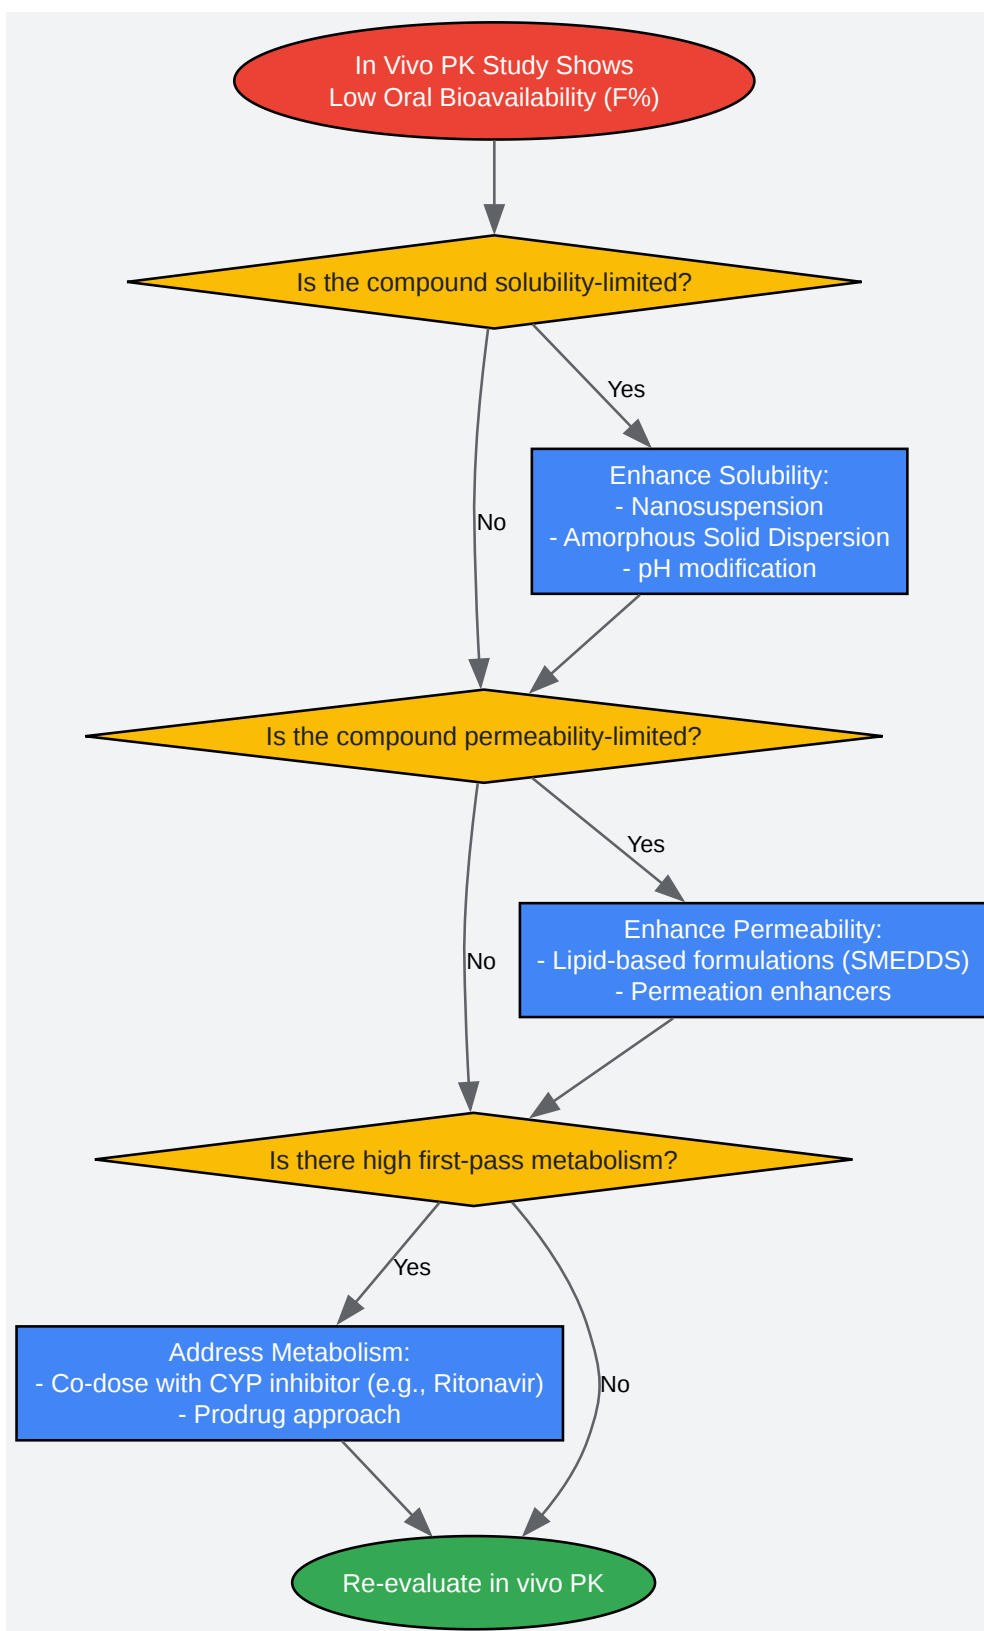 In Vivo PK Study Shows
Low Oral Bioavailability (F%)
Is the compound solubility-limited?
Yes
Enhance Solubility:
- Nanosuspension
- Amorphous Solid Dispersion
- pH modification
No
Is the compound permeability-limited?
Yes
Enhance Permeability:
- Lipid-based formulations (SMEDDS)
- Permeation enhancers
No
Is there high first-pass metabolism?
Yes
Address Metabolism:
- Co-dose with CYP inhibitor (e.g., Ritonavir)
- Prodrug approach
No
Re-evaluate in vivo PK